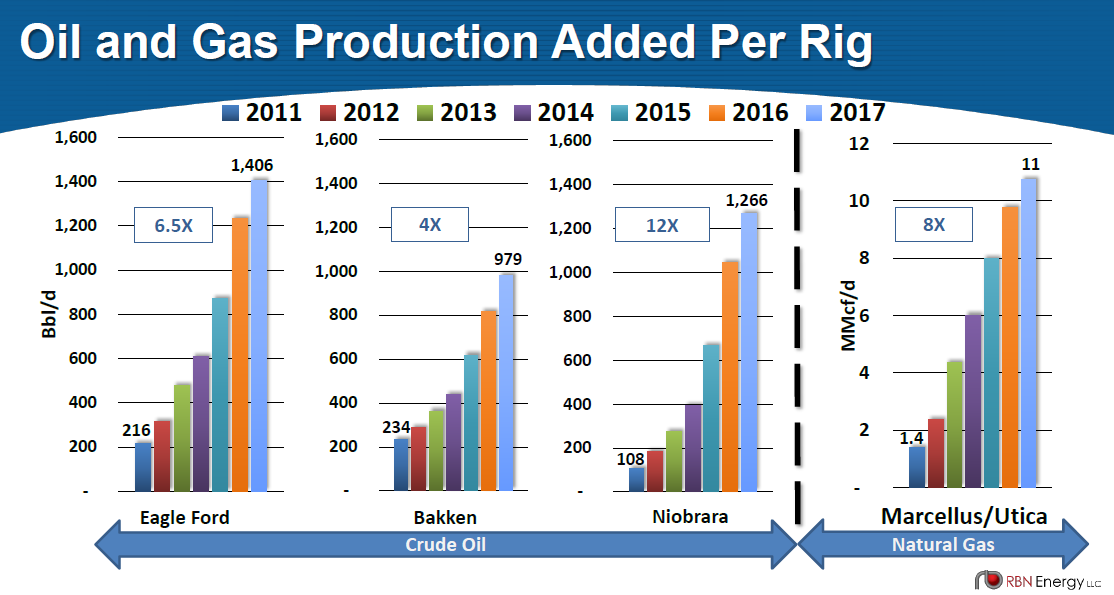 Oil and Gas Production Added Per Rig
2011 2012 2013 2014 2015 2016 2017
Bbl/d
1,600
1,400
1,200
1,000
800
600
400
200
-
6.5X
216
1,406
Eagle Ford
1,600
1,400
1,200
1,000
800
600
400
200
-
4X
234
979
Bakken
1,600
1,400
1,200
1,000
800
600
400
200
-
12X
108
1,266
Niobrara
MMcf/d
12
10
8
6
4
2
-
8X
1.4
11
Marcellus/Utica
Crude Oil
Natural Gas
RBN Energy LLC